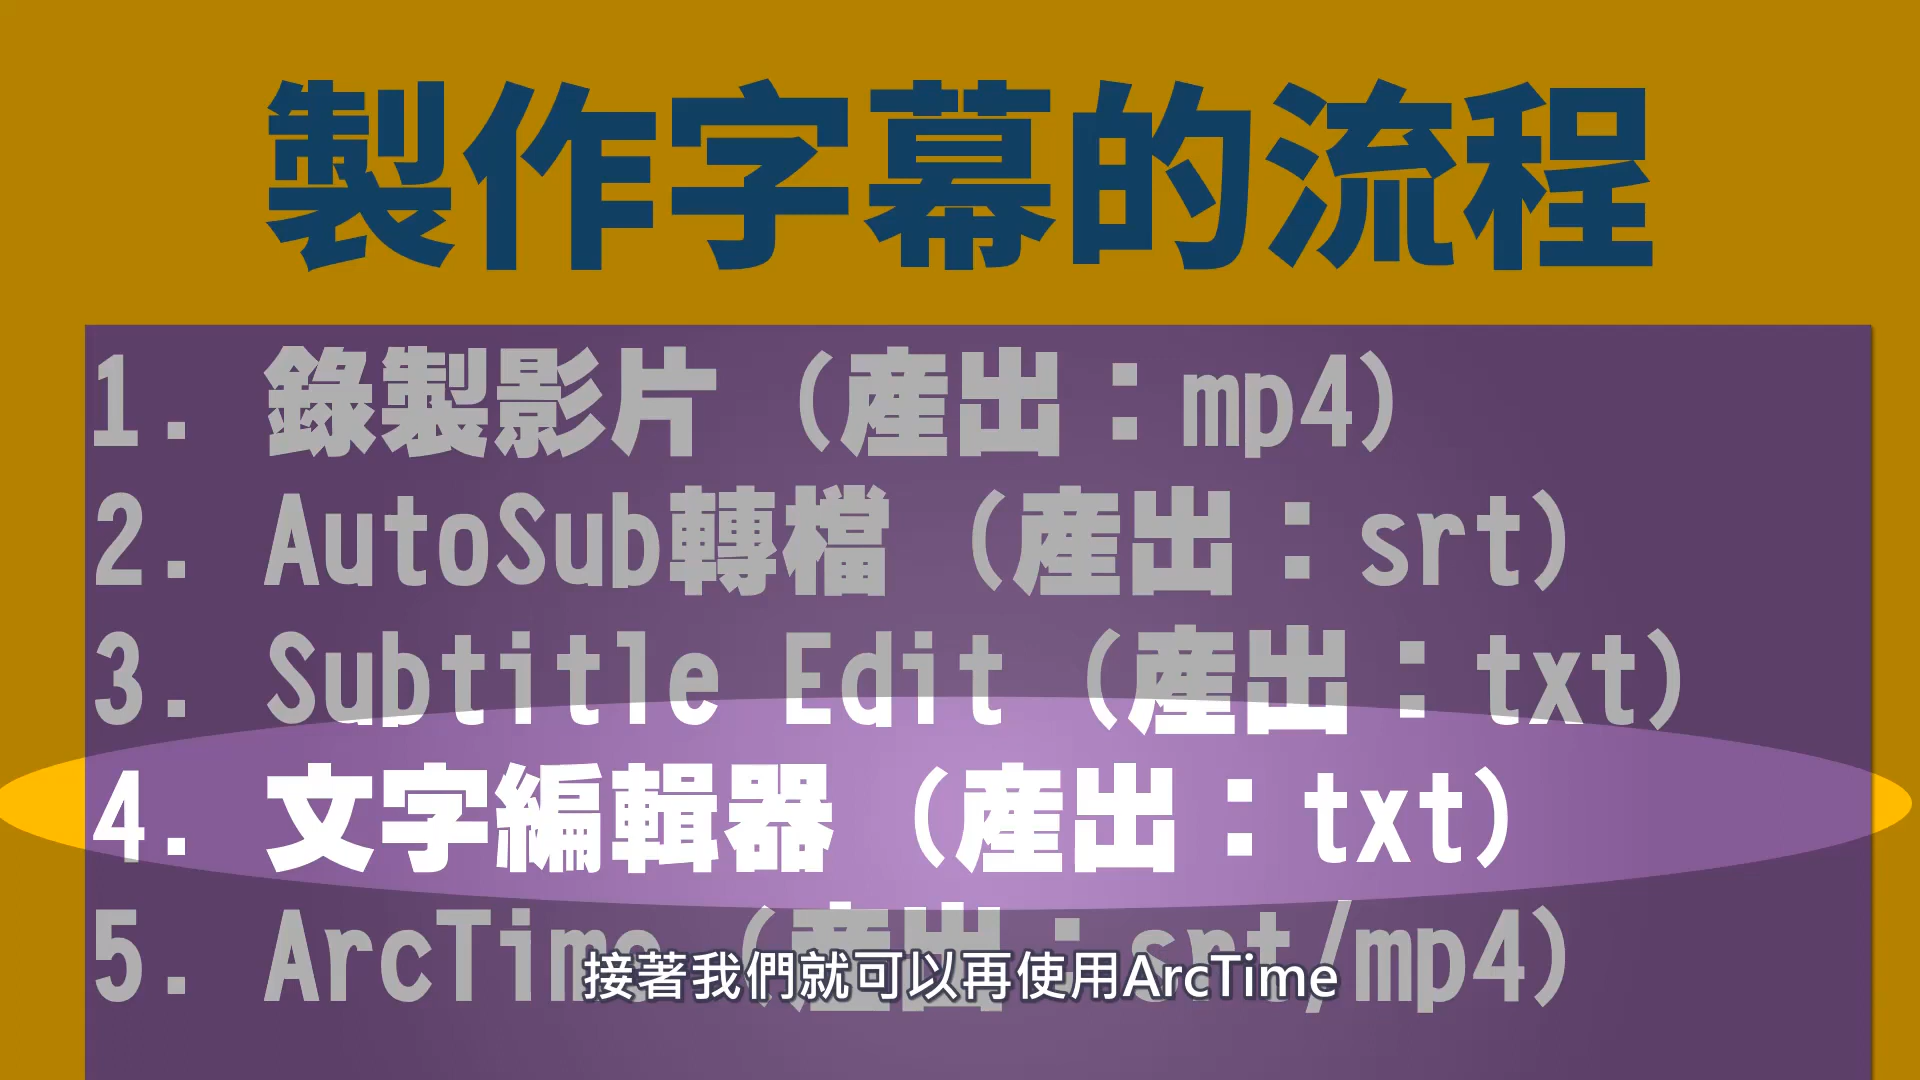 製作字幕的流程
1. 錄製影片 (產出：mp4)
2. AutoSub轉檔 (產出：srt)
3. Subtitle Edit (產出：txt)
4. 文字編輯器 (產出：txt)
5. ArcTime (產出：srt/mp4)
接著我們就可以再使用ArcTime